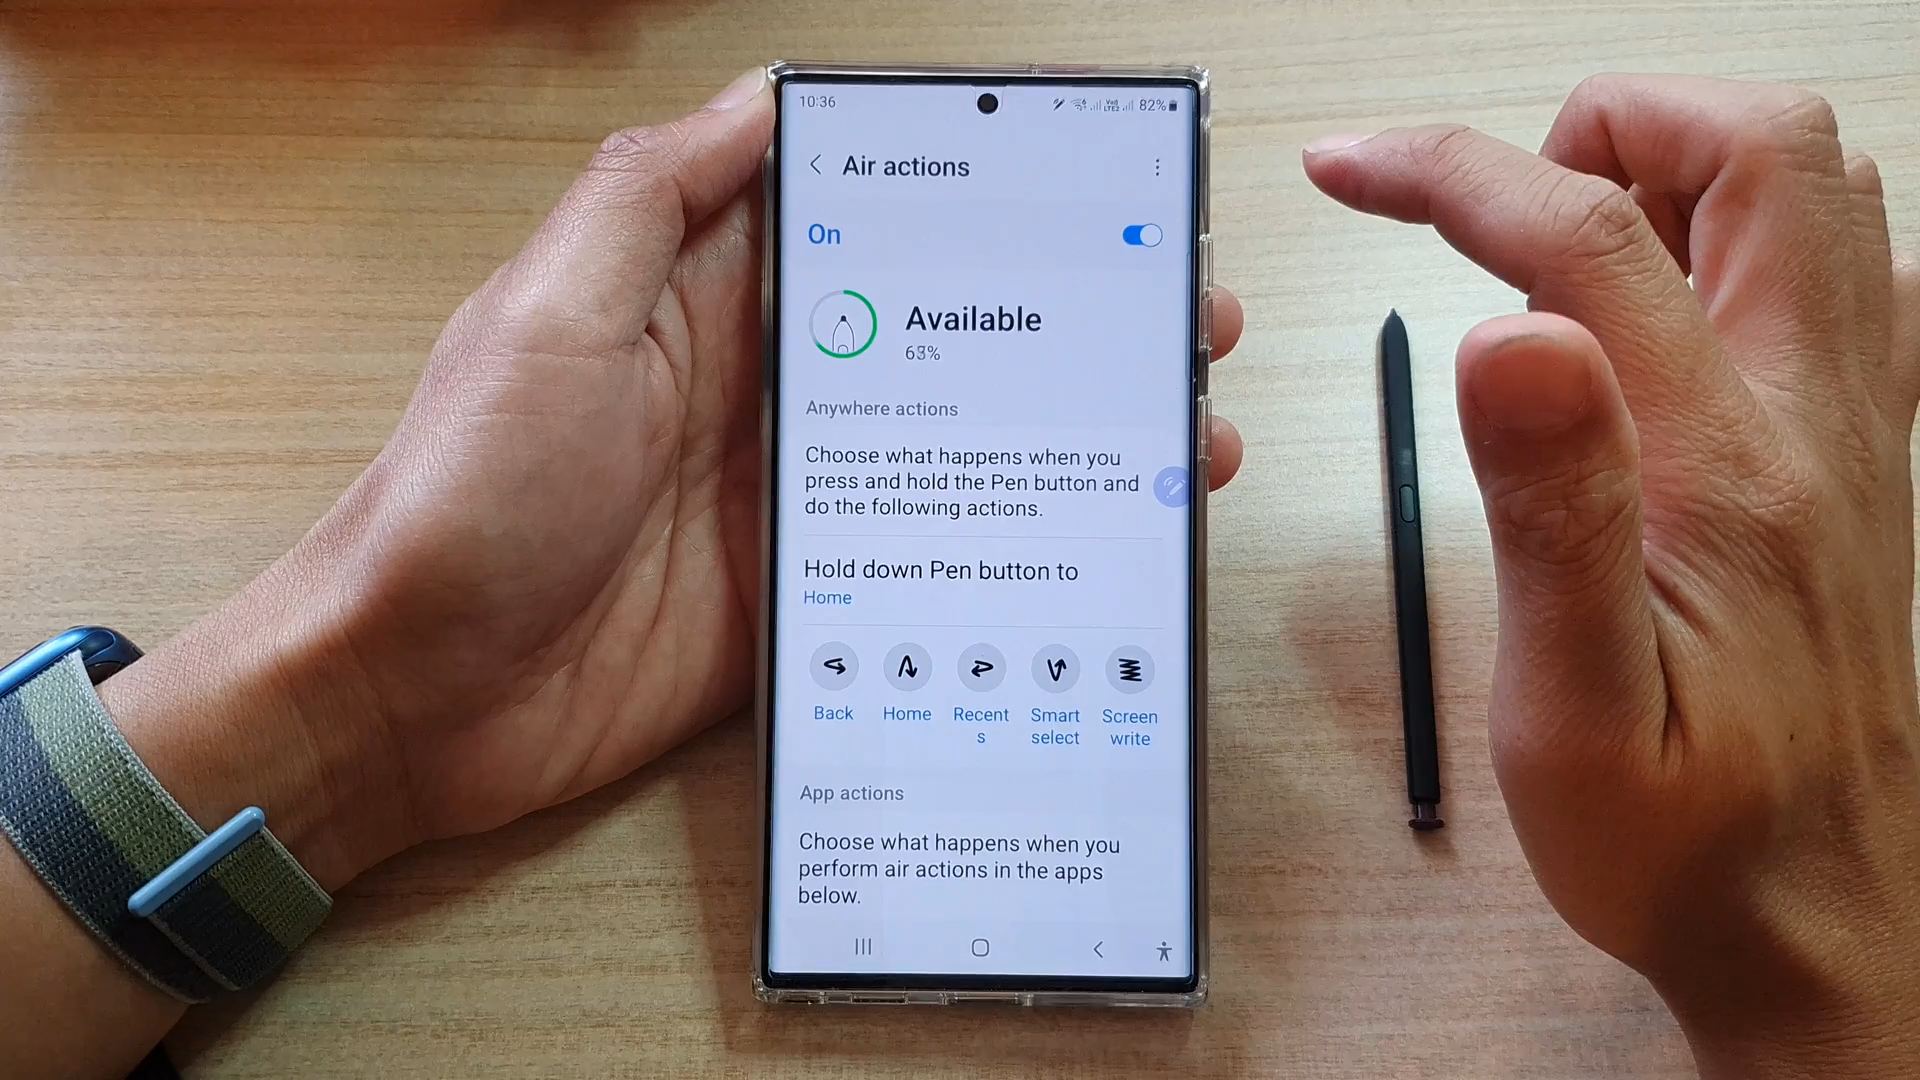 10:36
82%
Air actions
On
Available
Anywhere actions
Choose what happens when you
press and hold the Pen button and
do the following actions.
Hold down Pen button to
Home
Back Home Recent Smart Screen
s select write
App actions
Choose what happens when you
perform air actions in the apps
below.